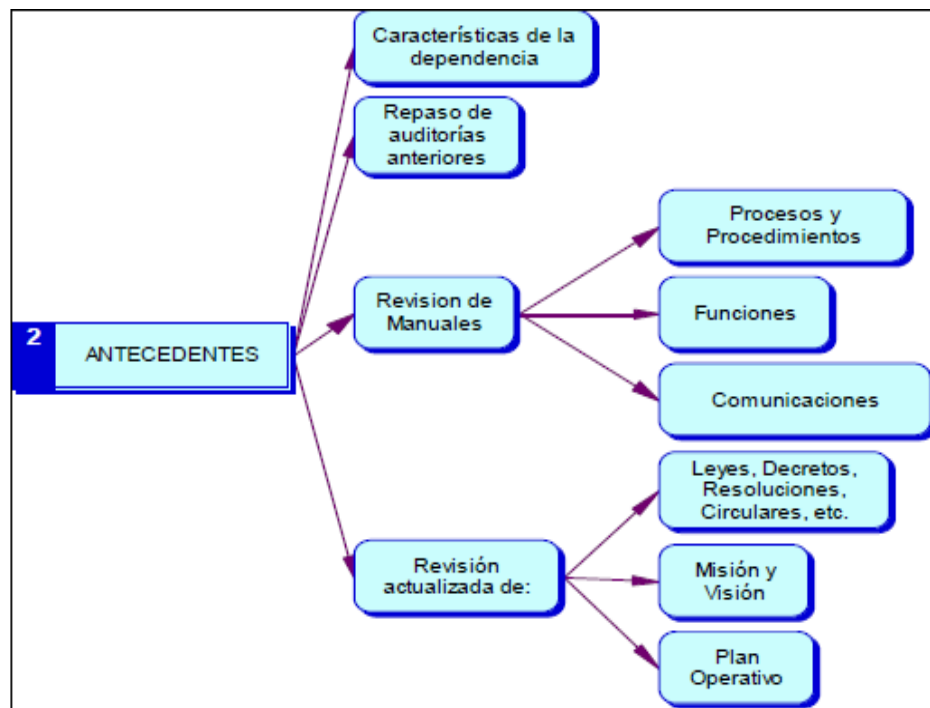 Características de la
dependencia
Repaso de
auditorías
anteriores
Procesos y
Procedimientos
Revision de
Manuales
Funciones
2
ANTECEDENTES
Comunicaciones
Leyes, Decretos,
Resoluciones,
Circulares, etc.
Revisión
actualizada de:
Misión y
Visión
Plan
Operativo